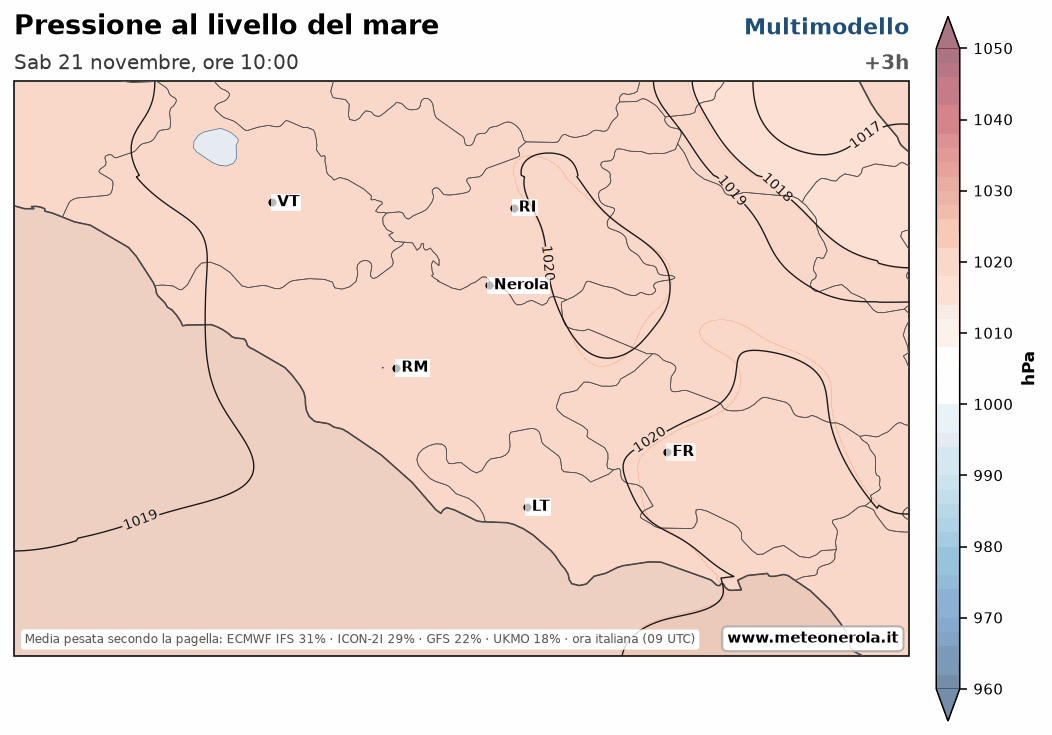 Pressione al livello del mare
Multimodello
Sab 21 novembre, ore 10:00
+3h
1050
1040
1030
1020
1010
1000
990
980
970
960
hPa
1017
1018
1019
VT
RI
1020
Nerola
RM
1020
FR
LT
1019
Media pesata secondo la pagella: ECMWF IFS 31% · ICON-2I 29% · GFS 22% · UKMO 18% · ora italiana (09 UTC)
www.meteonerola.it